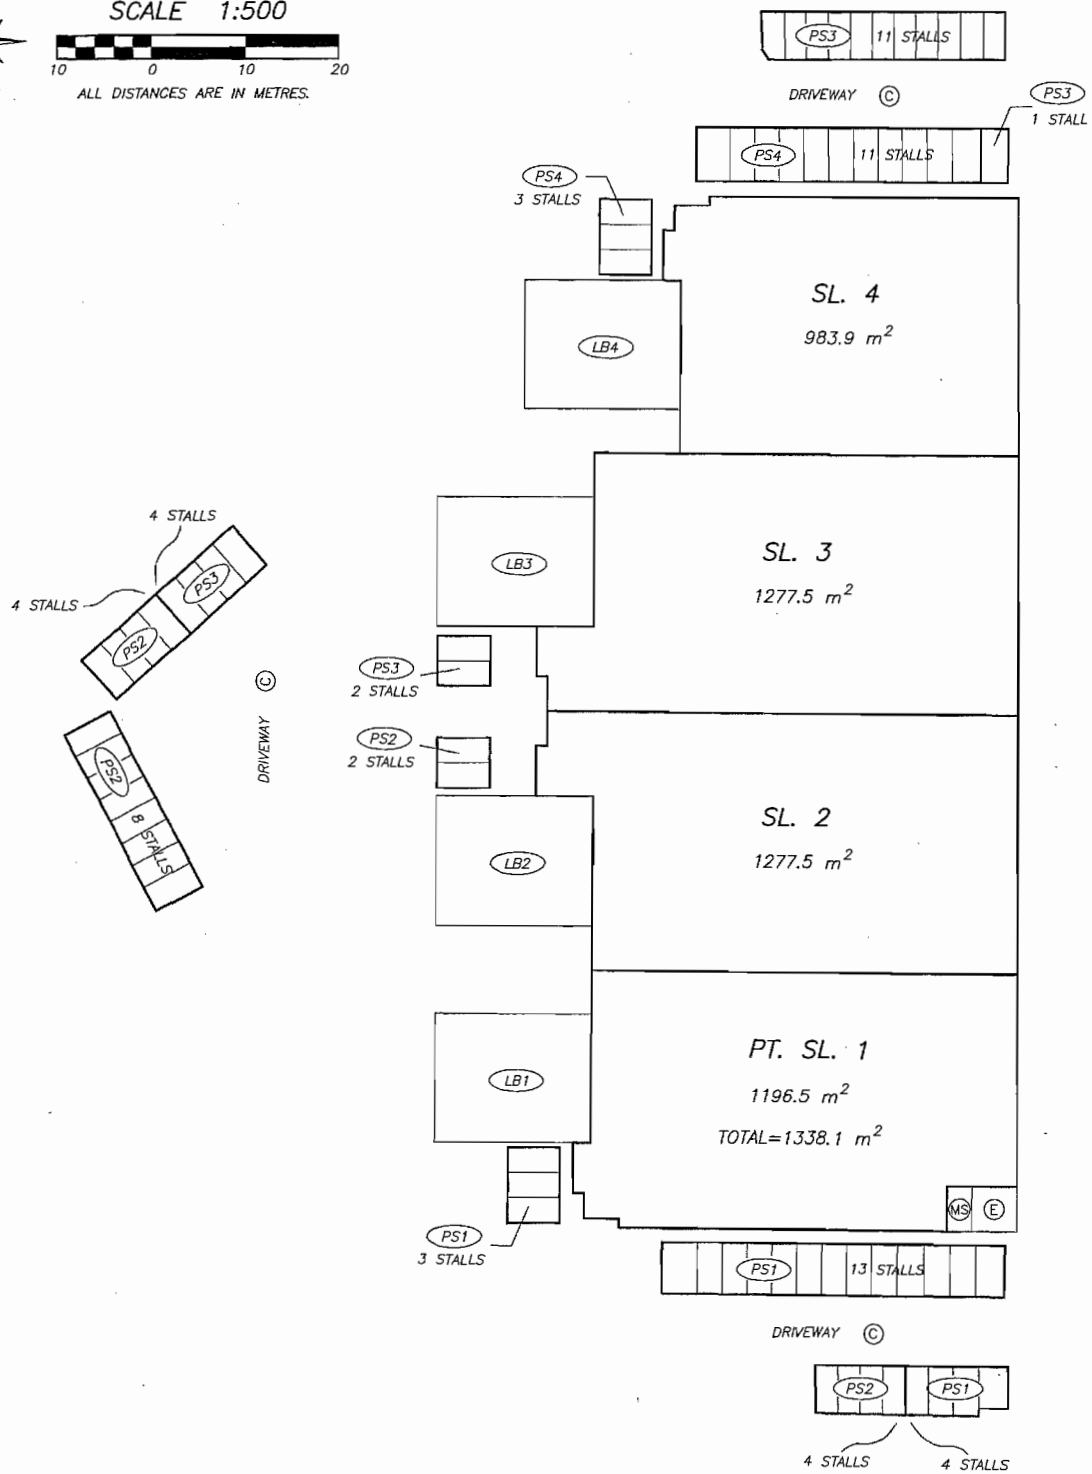 SCALE 1:500
10 0 10 20
ALL DISTANCES ARE IN METRES.
PS3 11 STALLS
DRIVEWAY C
PS3
1 STALL
PS4 11 STALLS
PS4
3 STALLS
SL. 4
983.9 m²
LB4
SL. 3
1277.5 m²
LB3
4 STALLS
PS3
4 STALLS
PS2
PS3
2 STALLS
DRIVEWAY C
PS2
2 STALLS
PS2 8 STALLS
SL. 2
1277.5 m²
LB2
PT. SL. 1
1196.5 m²
TOTAL=1338.1 m²
LB1
MS E
PS1
3 STALLS
PS1 13 STALLS
DRIVEWAY C
PS2 PS1
4 STALLS 4 STALLS